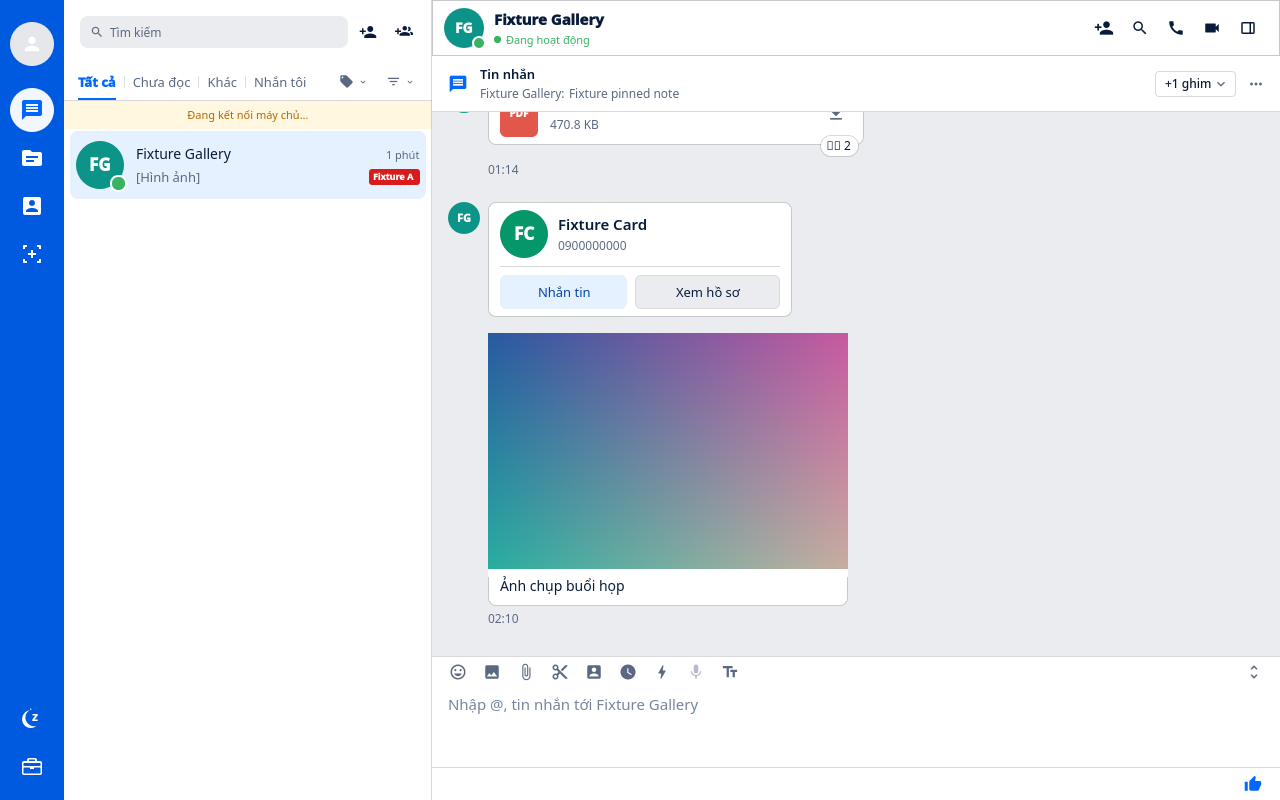 Tìm kiếm
Tất cả
Chưa đọc
Khác
Nhắn tôi
Đang kết nối máy chủ...
FG
Fixture Gallery
1 phút
[Hình ảnh]
Fixture A
z
FG
Fixture Gallery
Đang hoạt động
Tin nhắn
Fixture Gallery: Fixture pinned note
+1 ghim
PDF
470.8 KB
2
01:14
FG
FC
Fixture Card
0900000000
Nhắn tin
Xem hồ sơ
Ảnh chụp buổi họp
02:10
Nhập @, tin nhắn tới Fixture Gallery